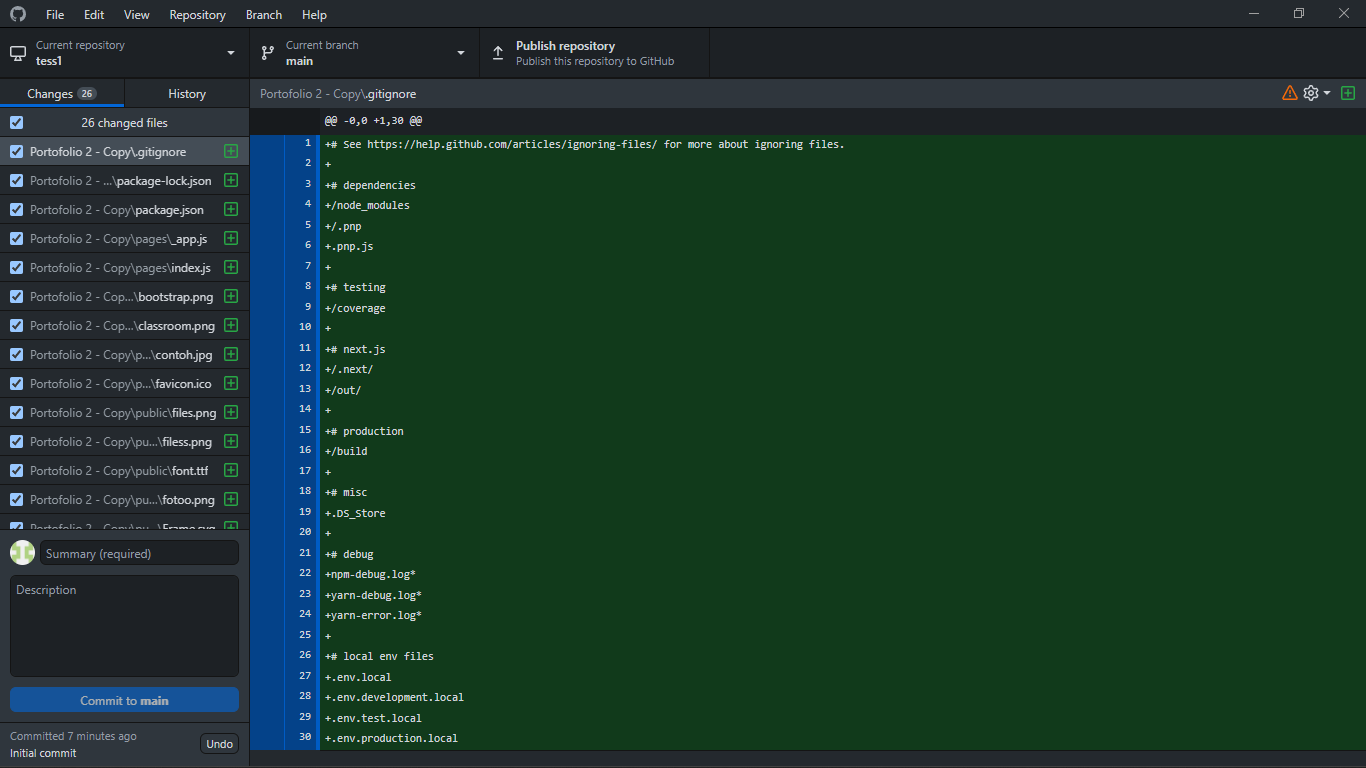 File Edit View Repository Branch Help
Current repository
tess1
Current branch
main
Publish repository
Publish this repository to GitHub
Changes 26
History
Portofolio 2 - Copy\.gitignore
26 changed files
Portofolio 2 - Copy\.gitignore
Portofolio 2 - ...\package-lock.json
Portofolio 2 - Copy\package.json
Portofolio 2 - Copy\pages\_app.js
Portofolio 2 - Copy\pages\index.js
Portofolio 2 - Cop...\bootstrap.png
Portofolio 2 - Cop...\classroom.png
Portofolio 2 - Copy\p...\contoh.jpg
Portofolio 2 - Copy\p...\favicon.ico
Portofolio 2 - Copy\public\files.png
Portofolio 2 - Copy\pu...\filess.png
Portofolio 2 - Copy\public\font.ttf
Portofolio 2 - Copy\pu...\fotoo.png
Portofolio 2 - Copy\pu...\Frame.svg
Summary (required)
Description
Commit to main
Committed 7 minutes ago
Initial commit
Undo
@@ -0,0 +1,30 @@
1 +# See https://help.github.com/articles/ignoring-files/ for more about ignoring files.
2 +
3 +# dependencies
4 +/node_modules
5 +/.pnp
6 +.pnp.js
7 +
8 +# testing
9 +/coverage
10 +
11 +# next.js
12 +/.next/
13 +/out/
14 +
15 +# production
16 +/build
17 +
18 +# misc
19 +.DS_Store
20 +
21 +# debug
22 +npm-debug.log*
23 +yarn-debug.log*
24 +yarn-error.log*
25 +
26 +# local env files
27 +.env.local
28 +.env.development.local
29 +.env.test.local
30 +.env.production.local